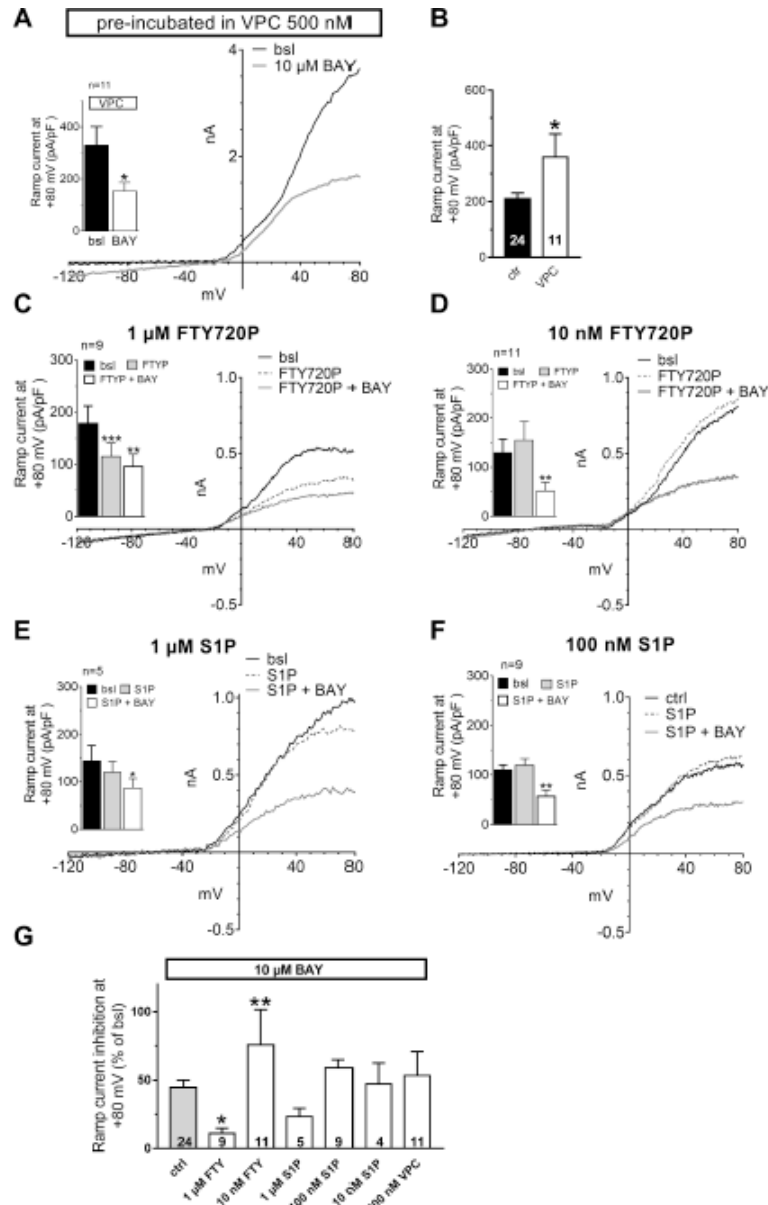 A
pre-incubated in VPC 500 nM
bsl
10 µM BAY
n=11
VPC
Ramp current at
+80 mV (pA/pF)
400
200
0
*
bsl BAY
nA
4
2
-120 -80 -40 0 40 80
mV
B
Ramp current at
+80 mV (pA/pF)
600
400
200
0
*
24 11
ctr VPC
C
1 µM FTY720P
n=9
bsl FTYP
FTYP + BAY
Ramp current at
+80 mV (pA/pF)
300
200
100
0
*** **
bsl
FTY720P
FTY720P + BAY
nA
1.0
0.5
-0.5
-120 -80 -40 0 40 80
mV
D
10 nM FTY720P
n=11
bsl FTYP
FTYP + BAY
Ramp current at
+80 mV (pA/pF)
300
200
100
0
**
bsl
FTY720P
FTY720P + BAY
nA
1.0
0.5
-0.5
-120 -80 -40 0 40 80
mV
E
1 µM S1P
n=5
bsl S1P
S1P + BAY
Ramp current at
+80 mV (pA/pF)
300
200
100
0
*
bsl
S1P
S1P + BAY
nA
1.0
0.5
-0.5
-120 -80 -40 0 40 80
mV
F
100 nM S1P
n=9
bsl S1P
S1P + BAY
Ramp current at
+80 mV (pA/pF)
300
200
100
0
**
ctrl
S1P
S1P + BAY
nA
1.0
0.5
-0.5
-120 -80 -40 0 40 80
mV
G
10 µM BAY
Ramp current inhibition at
+80 mV (% of bsl)
100
50
0
* **
24 9 11 5 9 4 11
ctrl
1 µM FTY
10 nM FTY
1 µM S1P
100 nM S1P
10 nM S1P
00 nM VPC